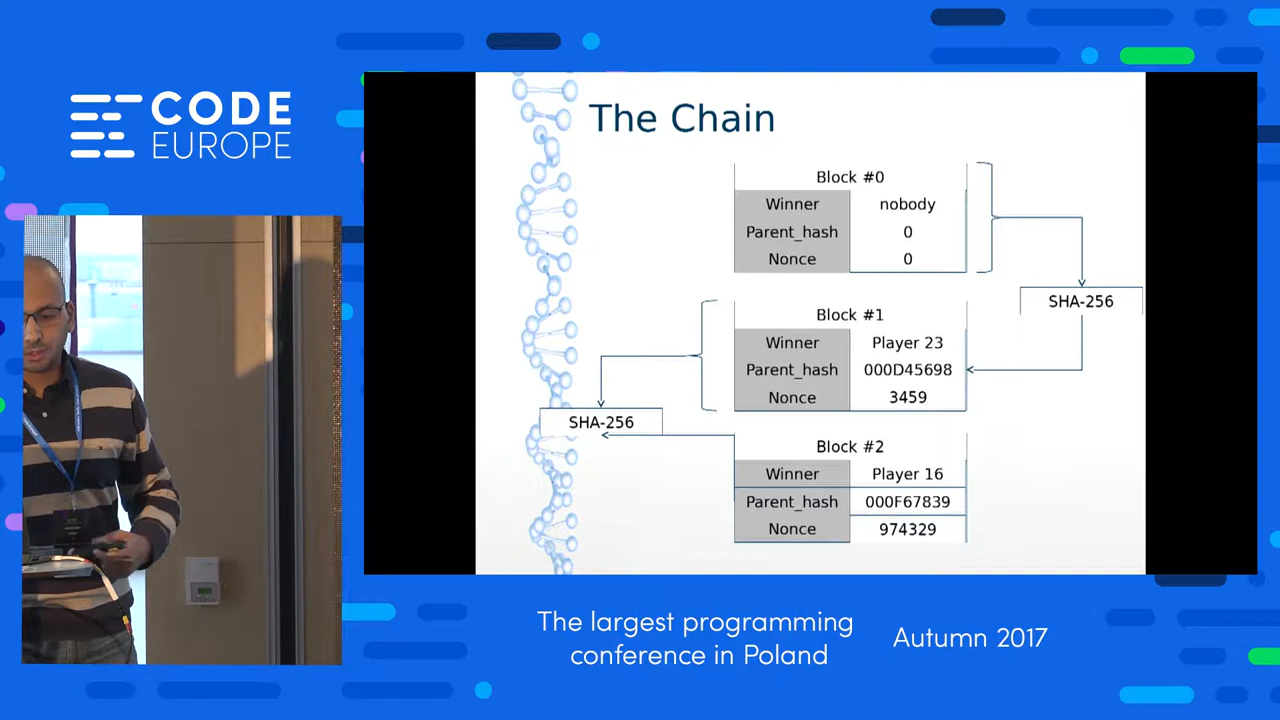 CODE
EUROPE
The Chain
Block #0
Winner nobody
Parent_hash 0
Nonce 0
SHA-256
Block #1
Winner Player 23
Parent_hash 000D45698
Nonce 3459
SHA-256
Block #2
Winner Player 16
Parent_hash 000F67839
Nonce 974329
The largest programming
conference in Poland
Autumn 2017